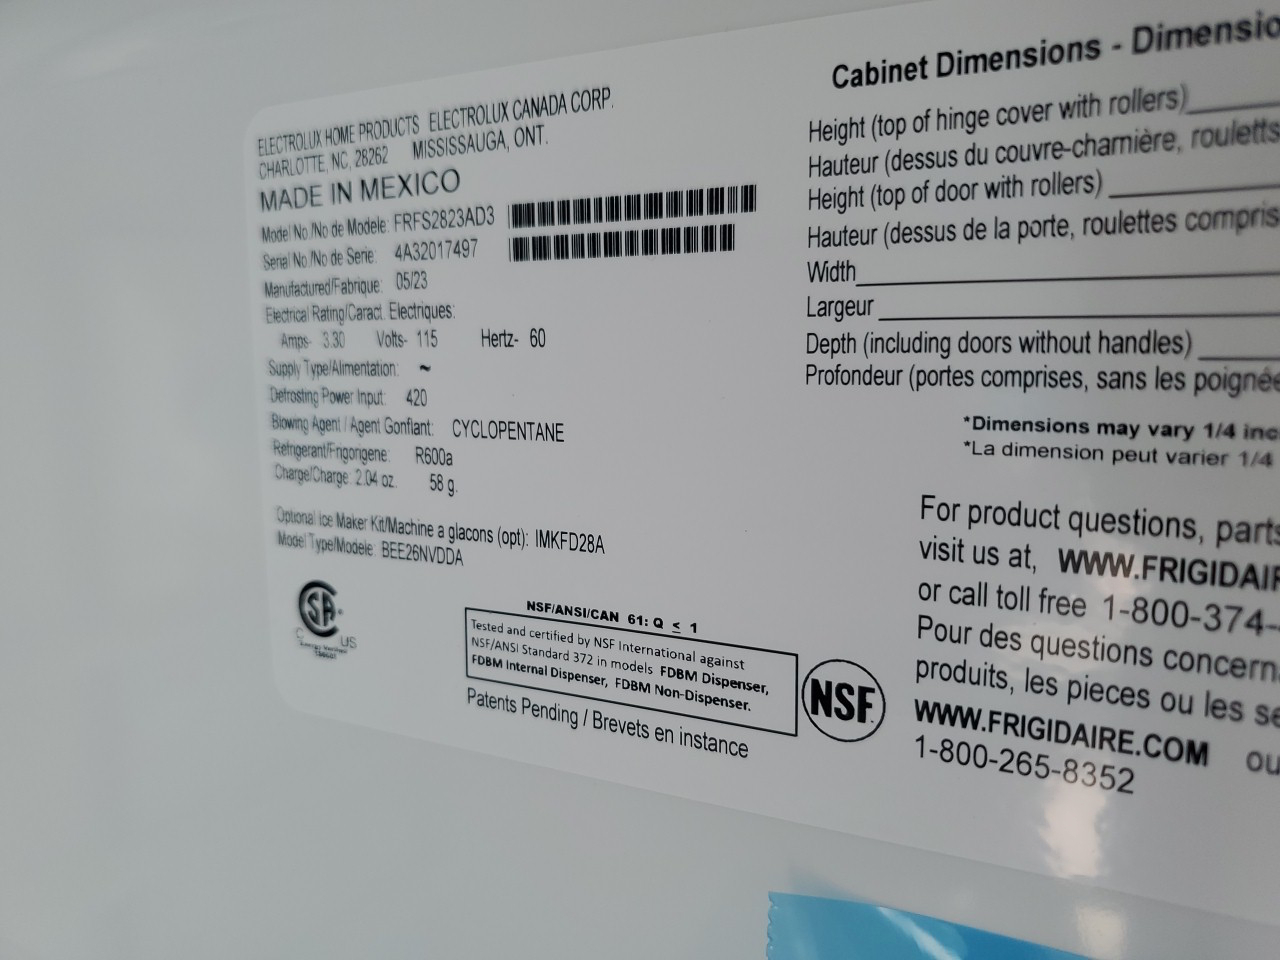 ELECTROLUX HOME PRODUCTS ELECTROLUX CANADA CORP.
CHARLOTTE, NC, 28262 MISSISSAUGA, ONT.
MADE IN MEXICO
Model No./No de Modele: FRFS2823AD3
Serial No./No de Serie: 4A32017497
Manufactured/Fabrique: 05/23
Electrical Rating/Caract. Electriques:
Amps- 3.30 Volts- 115 Hertz- 60
Supply Type/Alimentation: ~
Defrosting Power Input: 420
Blowing Agent / Agent Gonflant: CYCLOPENTANE
Refrigerant/Frigorigene: R600a
Charge/Charge: 2.04 oz. 58 g.
Optional Ice Maker Kit/Machine a glacons (opt): IMKFD28A
Model Type/Modele: BEE26NVDDA
CSA
C US
NSF/ANSI/CAN 61: Q ≤ 1
Tested and certified by NSF International against
NSF/ANSI Standard 372 in models FDBM Dispenser,
FDBM Internal Dispenser, FDBM Non-Dispenser.
NSF
Patents Pending / Brevets en instance
Cabinet Dimensions - Dimensio
Height (top of hinge cover with rollers)
Hauteur (dessus du couvre-charnière, roulettes
Height (top of door with rollers)
Hauteur (dessus de la porte, roulettes compris
Width
Largeur
Depth (including doors without handles)
Profondeur (portes comprises, sans les poignée
*Dimensions may vary 1/4 inc
*La dimension peut varier 1/4
For product questions, parts
visit us at, WWW.FRIGIDAIR
or call toll free 1-800-374-
Pour des questions concerna
produits, les pieces ou les se
WWW.FRIGIDAIRE.COM ou
1-800-265-8352